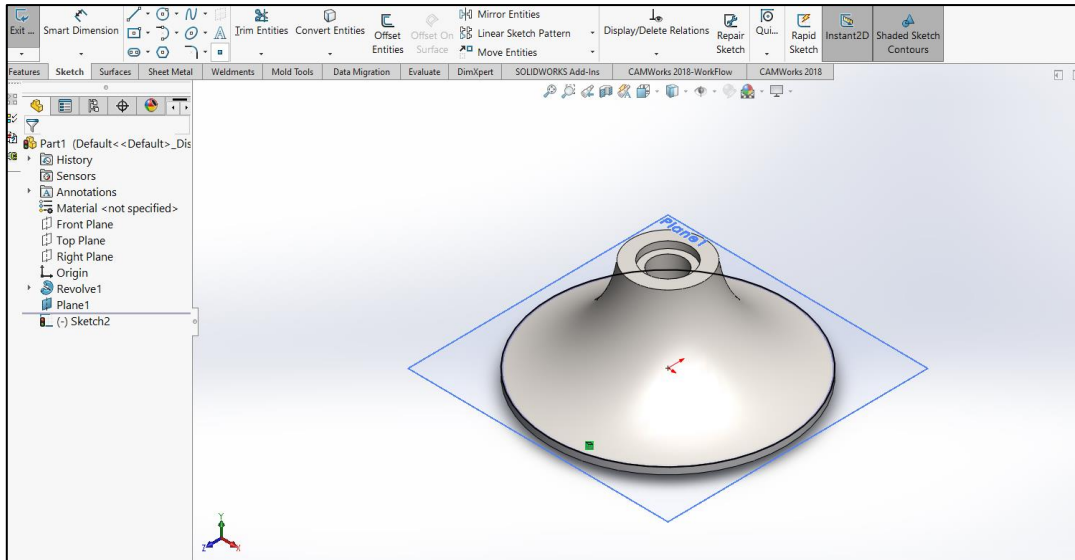 Exit ...
Smart Dimension
Trim Entities
Convert Entities
Offset Entities
Offset On Surface
Mirror Entities
Linear Sketch Pattern
Move Entities
Display/Delete Relations
Repair Sketch
Qui...
Rapid Sketch
Instant2D
Shaded Sketch Contours
Features Sketch Surfaces Sheet Metal Weldments Mold Tools Data Migration Evaluate DimXpert SOLIDWORKS Add-Ins CAMWorks 2018-WorkFlow CAMWorks 2018
Part1 (Default<<Default>_Dis
History
Sensors
Annotations
Material <not specified>
Front Plane
Top Plane
Right Plane
Origin
Revolve1
Plane1
(-) Sketch2
Plane1
Y
Z
X